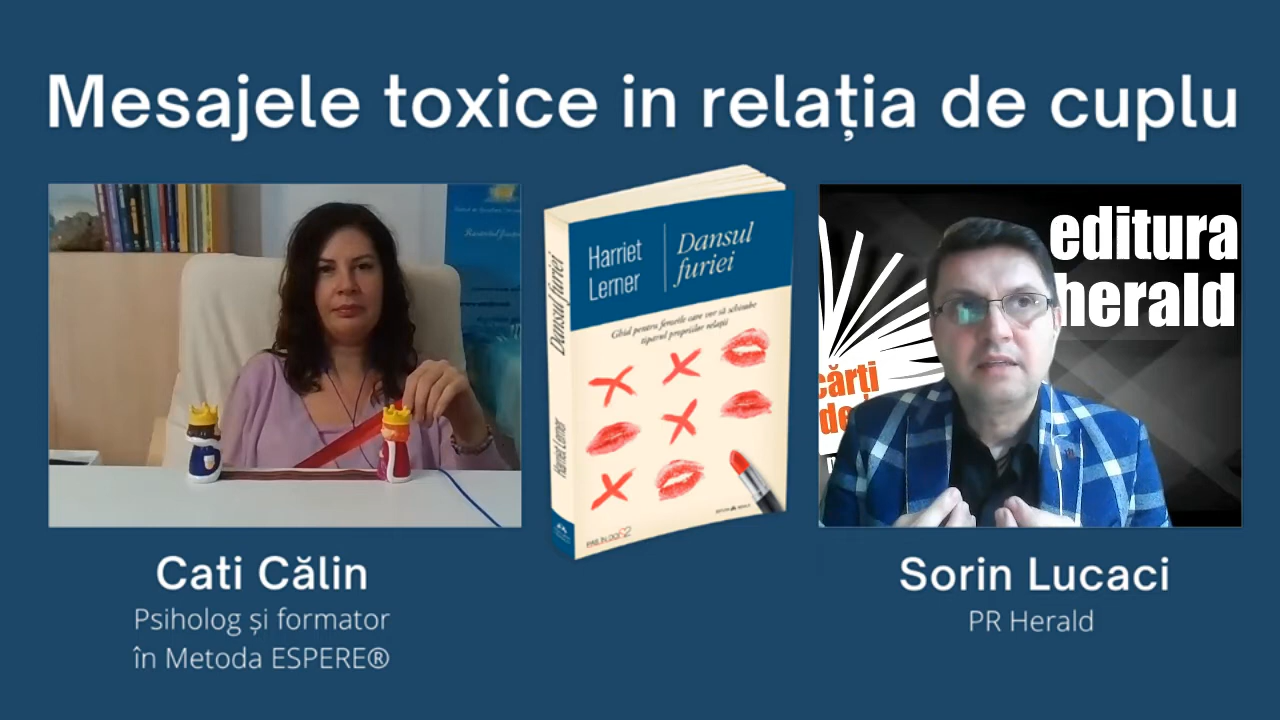 Mesajele toxice in relația de cuplu
Harriet
Lerner
Dansul
furiei
Ghid pentru femeile care vor să schimbe
tiparul propriilor relații
Dansul furiei
Harriet Lerner
editura
herald
cărți
de
Cati Călin
Psiholog și formator
în Metoda ESPERE®
Sorin Lucaci
PR Herald